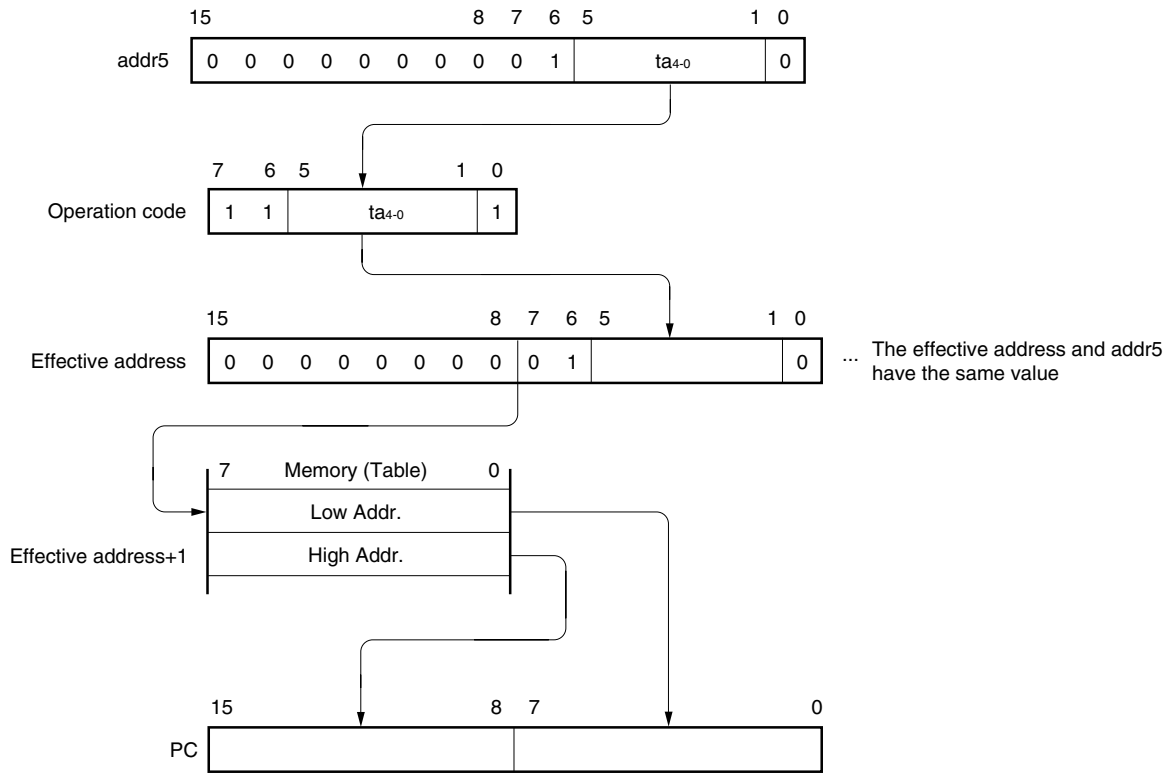 15 8 7 6 5 1 0
addr5 0 0 0 0 0 0 0 0 0 1 ta4-0 0
7 6 5 1 0
Operation code 1 1 ta4-0 1
15 8 7 6 5 1 0
Effective address 0 0 0 0 0 0 0 0 0 1 0 ... The effective address and addr5
have the same value
7 Memory (Table) 0
Low Addr.
Effective address+1 High Addr.
15 8 7 0
PC